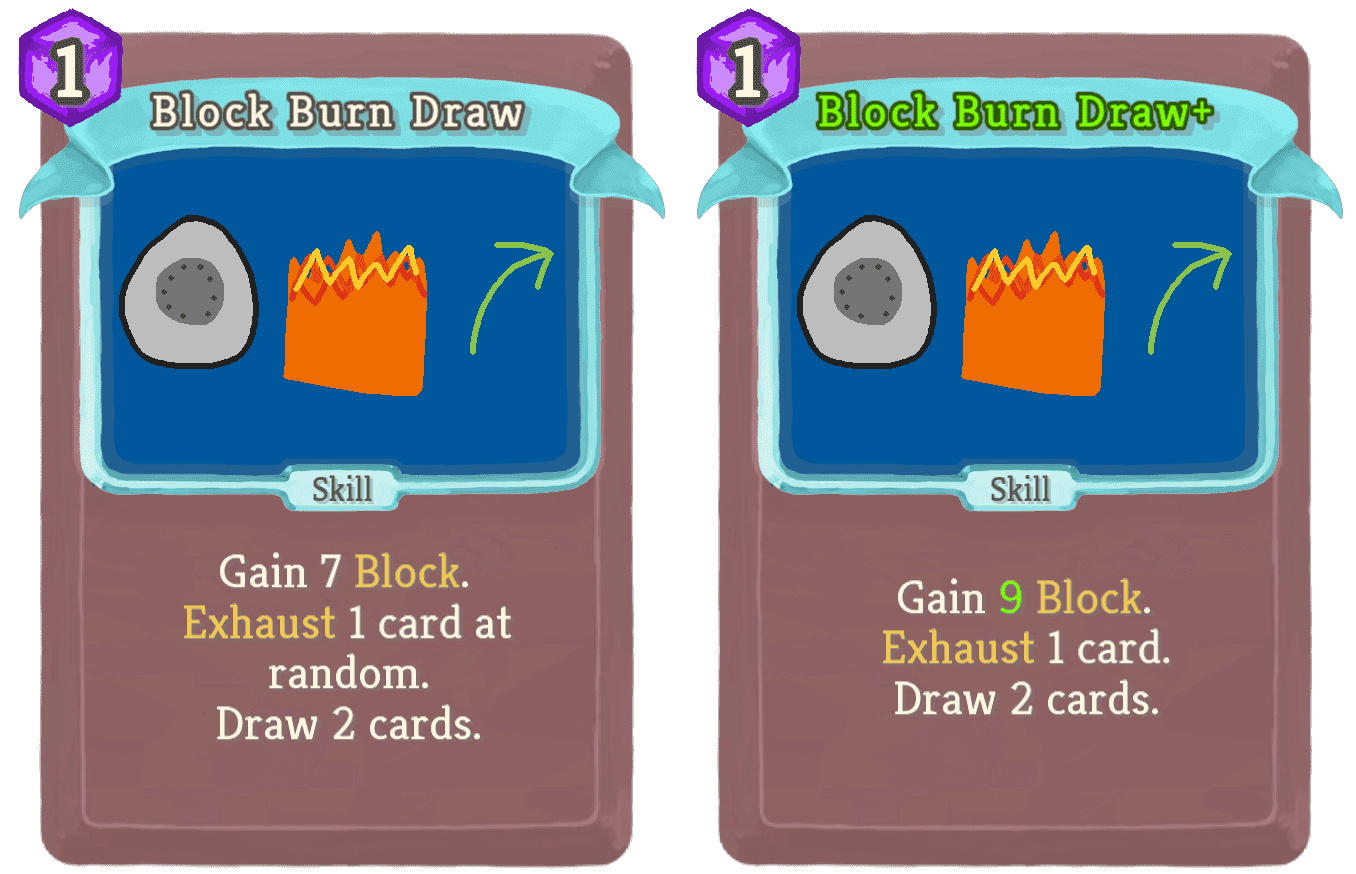 1
Block Burn Draw
Skill
Gain 7 Block.
Exhaust 1 card at
random.
Draw 2 cards.
1
Block Burn Draw+
Skill
Gain 9 Block.
Exhaust 1 card.
Draw 2 cards.